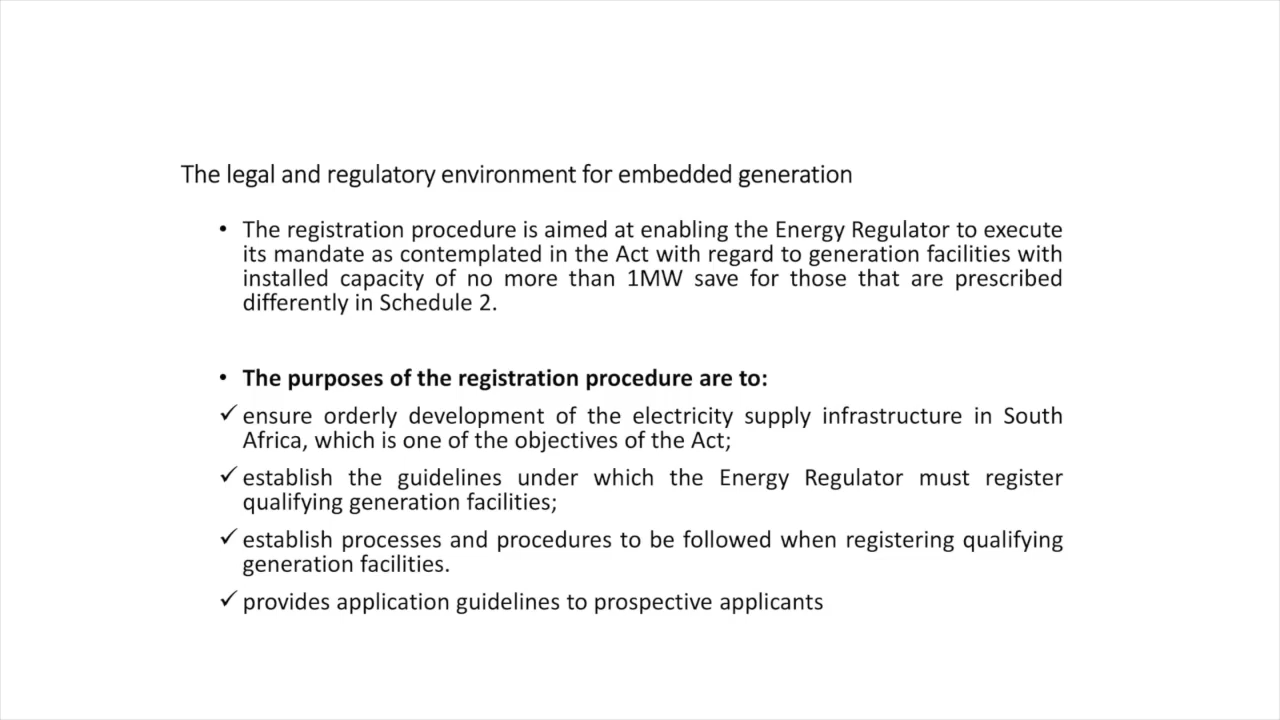 The legal and regulatory environment for embedded generation
• The registration procedure is aimed at enabling the Energy Regulator to execute
its mandate as contemplated in the Act with regard to generation facilities with
installed capacity of no more than 1MW save for those that are prescribed
differently in Schedule 2.
• The purposes of the registration procedure are to:
✓ ensure orderly development of the electricity supply infrastructure in South
Africa, which is one of the objectives of the Act;
✓ establish the guidelines under which the Energy Regulator must register
qualifying generation facilities;
✓ establish processes and procedures to be followed when registering qualifying
generation facilities.
✓ provides application guidelines to prospective applicants